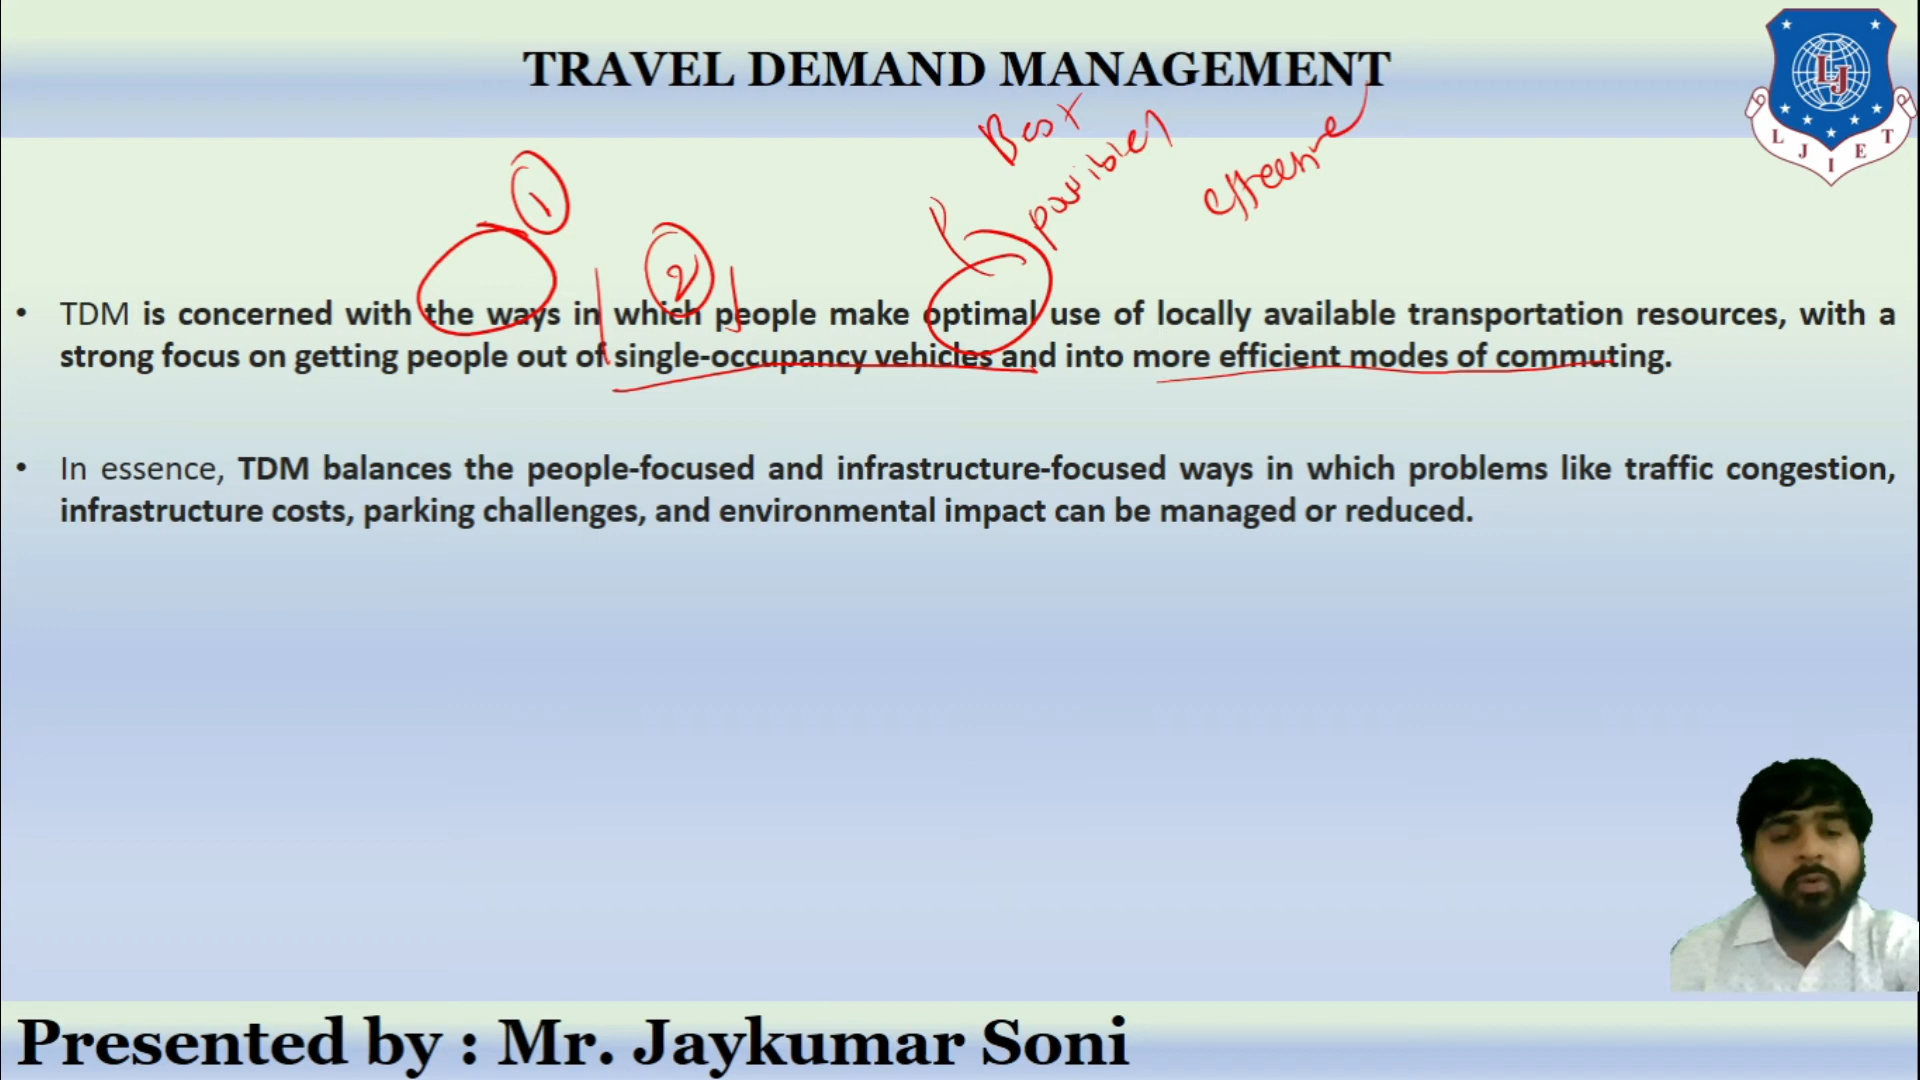 TRAVEL DEMAND MANAGEMENT
LJ
L J I E T
Best
possible
effective
1
2
• TDM is concerned with the ways in which people make optimal use of locally available transportation resources, with a
strong focus on getting people out of single-occupancy vehicles and into more efficient modes of commuting.
• In essence, TDM balances the people-focused and infrastructure-focused ways in which problems like traffic congestion,
infrastructure costs, parking challenges, and environmental impact can be managed or reduced.
Presented by : Mr. Jaykumar Soni